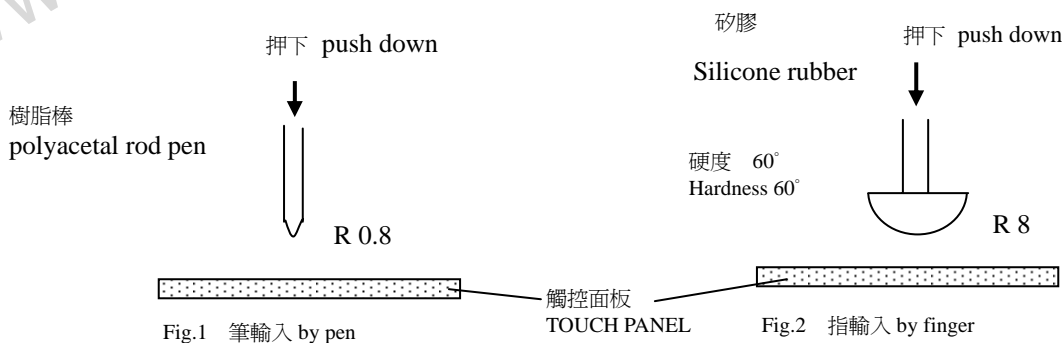 押下 push down
樹脂棒
polyacetal rod pen
R 0.8
Fig.1 筆輸入 by pen
觸控面板
TOUCH PANEL
矽膠
Silicone rubber
押下 push down
硬度 60°
Hardness 60°
R 8
Fig.2 指輸入 by finger